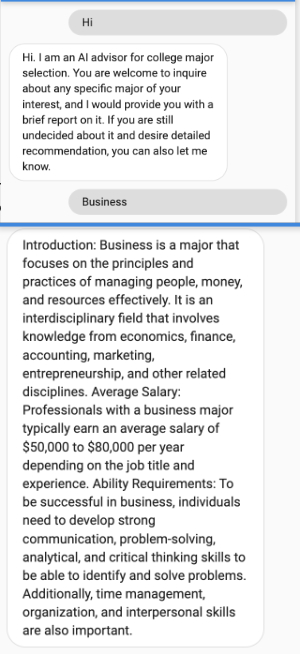 Hi
Hi. I am an AI advisor for college major
selection. You are welcome to inquire
about any specific major of your
interest, and I would provide you with a
brief report on it. If you are still
undecided about it and desire detailed
recommendation, you can also let me
know.
Business
Introduction: Business is a major that
focuses on the principles and
practices of managing people, money,
and resources effectively. It is an
interdisciplinary field that involves
knowledge from economics, finance,
accounting, marketing,
entrepreneurship, and other related
disciplines. Average Salary:
Professionals with a business major
typically earn an average salary of
$50,000 to $80,000 per year
depending on the job title and
experience. Ability Requirements: To
be successful in business, individuals
need to develop strong
communication, problem-solving,
analytical, and critical thinking skills to
be able to identify and solve problems.
Additionally, time management,
organization, and interpersonal skills
are also important.